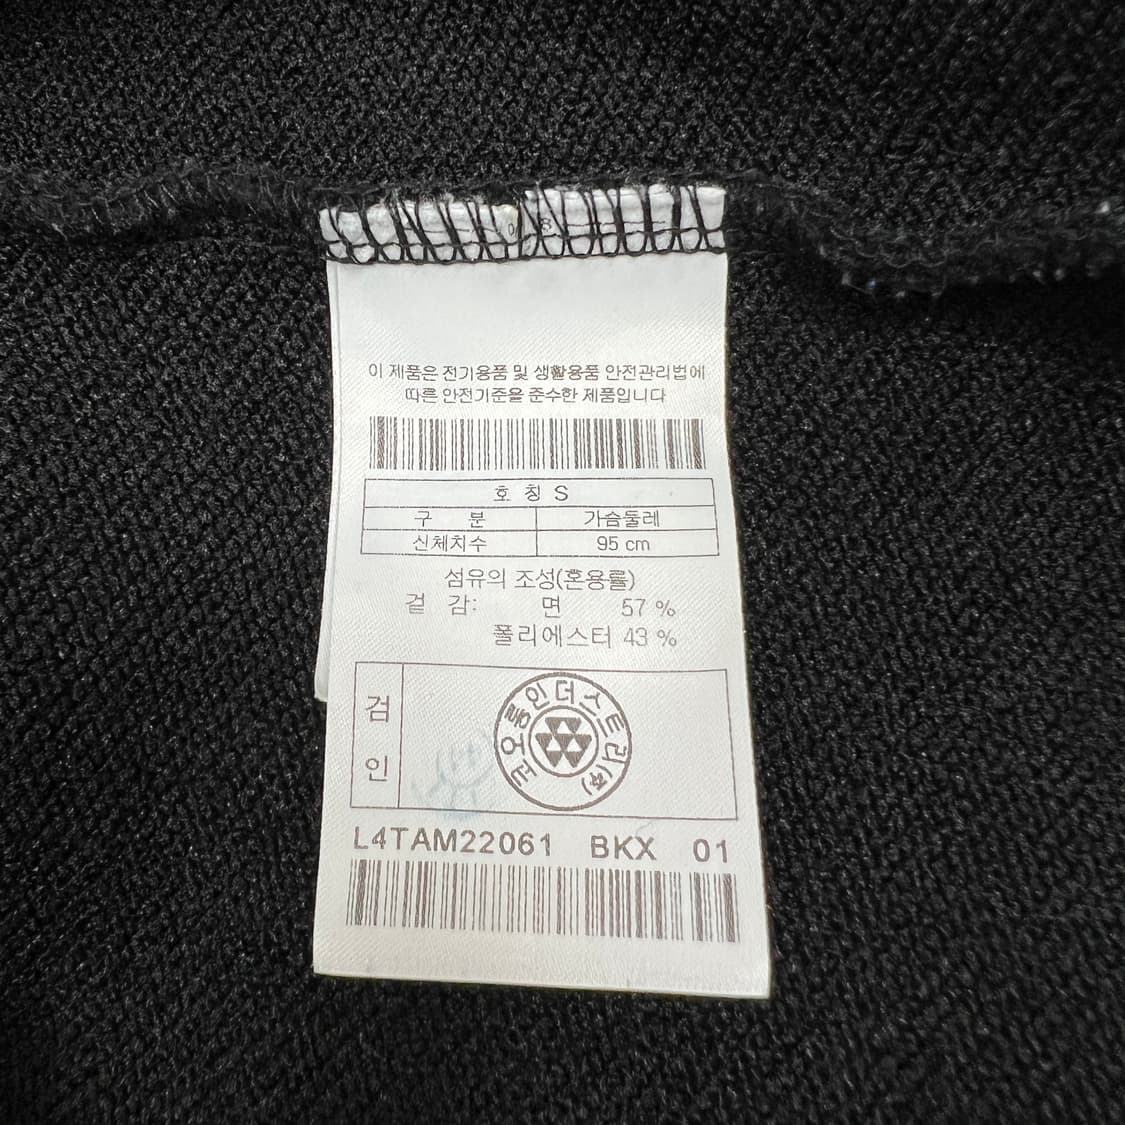 이 제품은 전기용품 및 생활용품 안전관리법에
따른 안전기준을 준수한 제품입니다
호 칭 S
구 분 가슴둘레
신체치수 95 cm
섬유의 조성(혼용률)
겉 감: 면 57 %
폴리에스터 43 %
검
인
코오롱인더스트리(주)
L4TAM22061 BKX 01